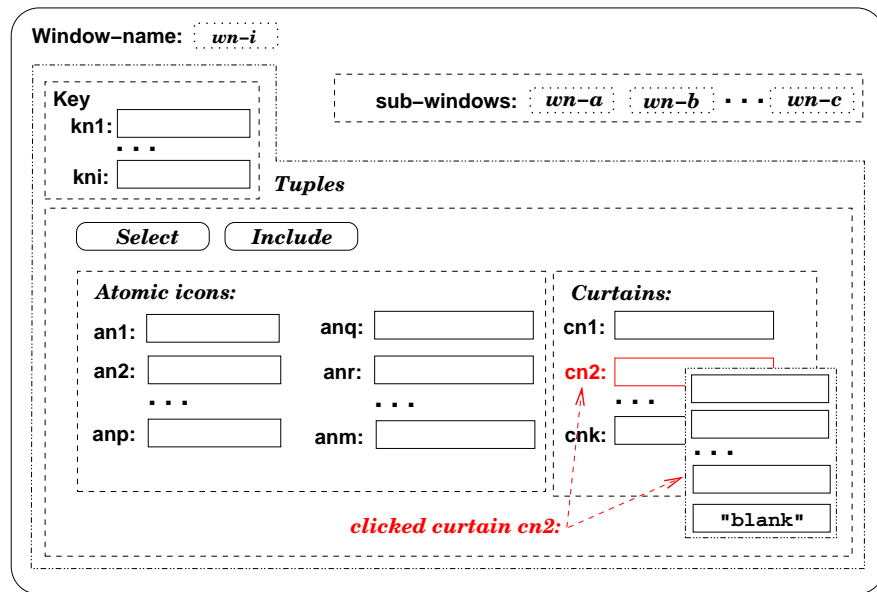 Window–name: wn–i
sub–windows: wn–a wn–b . . . wn–c
Key
kn1:
. . .
kni:
Tuples
Select Include
Atomic icons:
an1: anq:
an2: anr:
. . . . . .
anp: anm:
Curtains:
cn1:
cn2:
. . .
cnk:
. . .
"blank"
clicked curtain cn2: